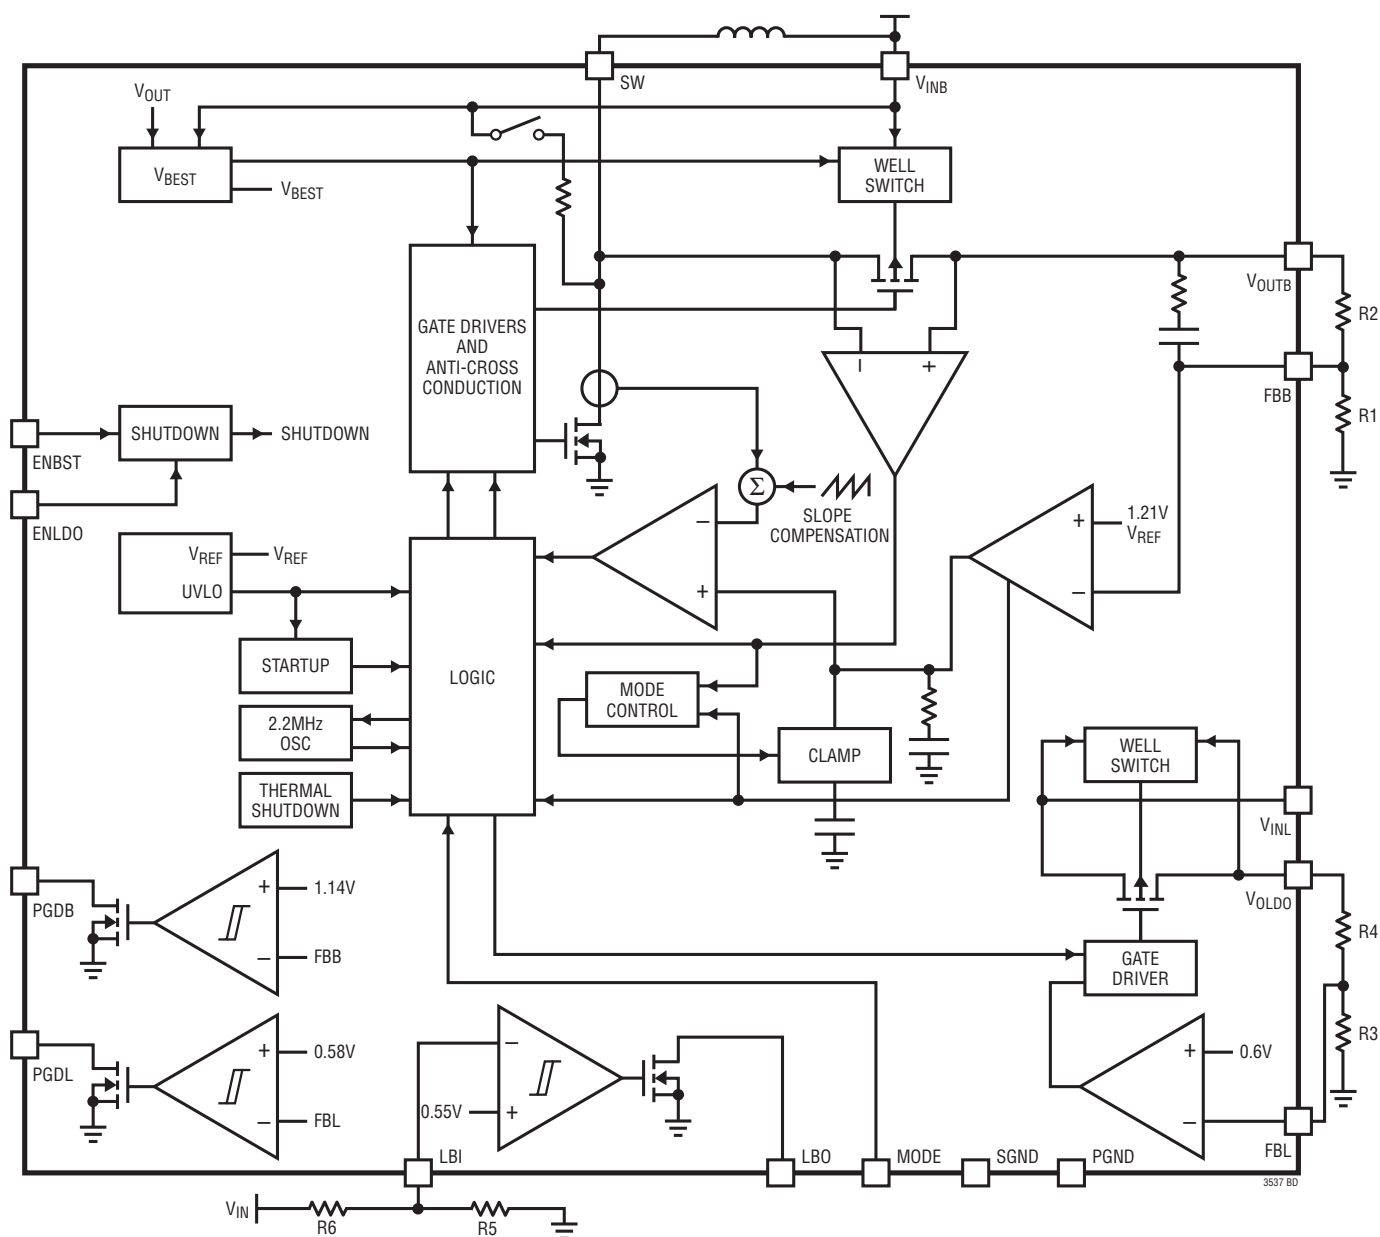 SW
VINB
VOUT
VBEST
VBEST
WELL
SWITCH
VOUTB
R2
GATE DRIVERS
AND
ANTI-CROSS
CONDUCTION
– +
FBB
R1
ENBST
SHUTDOWN
SHUTDOWN
Σ
SLOPE
COMPENSATION
–
+
+
1.21V
VREF
–
ENLDO
VREF
VREF
UVLO
STARTUP
LOGIC
MODE
CONTROL
2.2MHz
OSC
CLAMP
WELL
SWITCH
THERMAL
SHUTDOWN
VINL
PGDB
+
1.14V
–
FBB
VOLDO
R4
GATE
DRIVER
PGDL
+
0.58V
–
FBL
–
0.55V
+
R3
+
0.6V
–
FBL
LBI
LBO
MODE
SGND
PGND
3537 BD
VIN
R6
R5